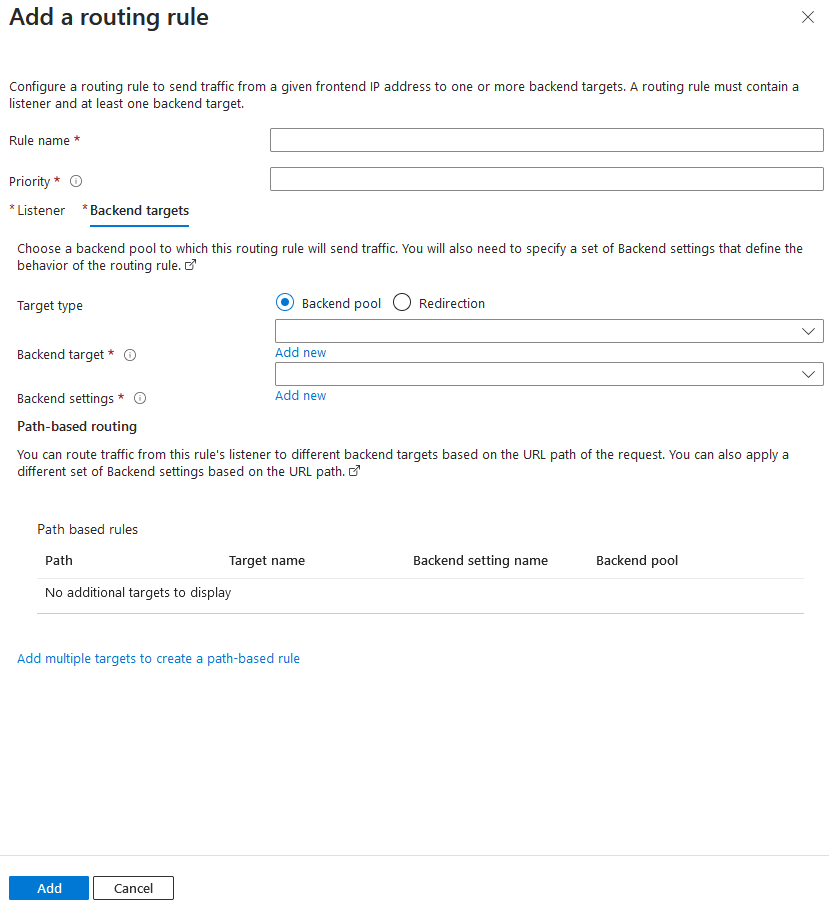 Add a routing rule
Configure a routing rule to send traffic from a given frontend IP address to one or more backend targets. A routing rule must contain a
listener and at least one backend target.
Rule name *
Priority *
* Listener * Backend targets
Choose a backend pool to which this routing rule will send traffic. You will also need to specify a set of Backend settings that define the
behavior of the routing rule.
Target type Backend pool Redirection
Backend target *
Add new
Backend settings *
Add new
Path-based routing
You can route traffic from this rule's listener to different backend targets based on the URL path of the request. You can also apply a
different set of Backend settings based on the URL path.
Path based rules
Path Target name Backend setting name Backend pool
No additional targets to display
Add multiple targets to create a path-based rule
Add Cancel